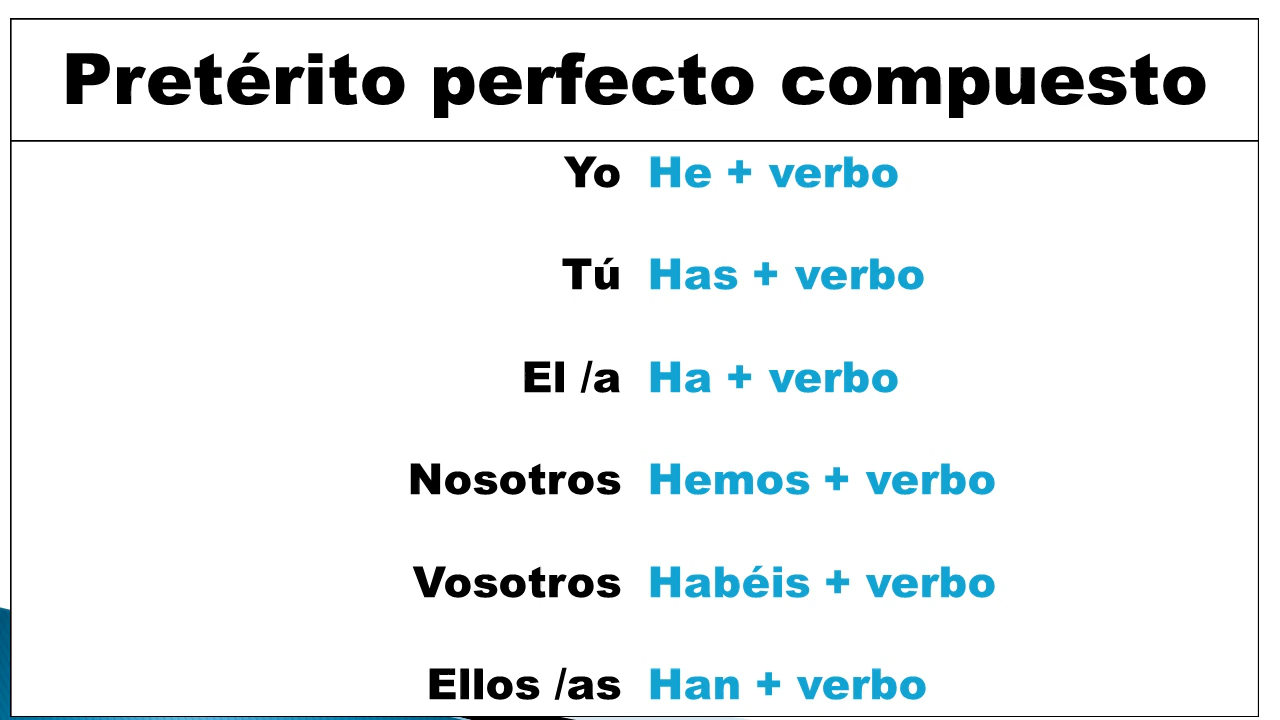 Pretérito perfecto compuesto
Yo He + verbo
Tú Has + verbo
El /a Ha + verbo
Nosotros Hemos + verbo
Vosotros Habéis + verbo
Ellos /as Han + verbo